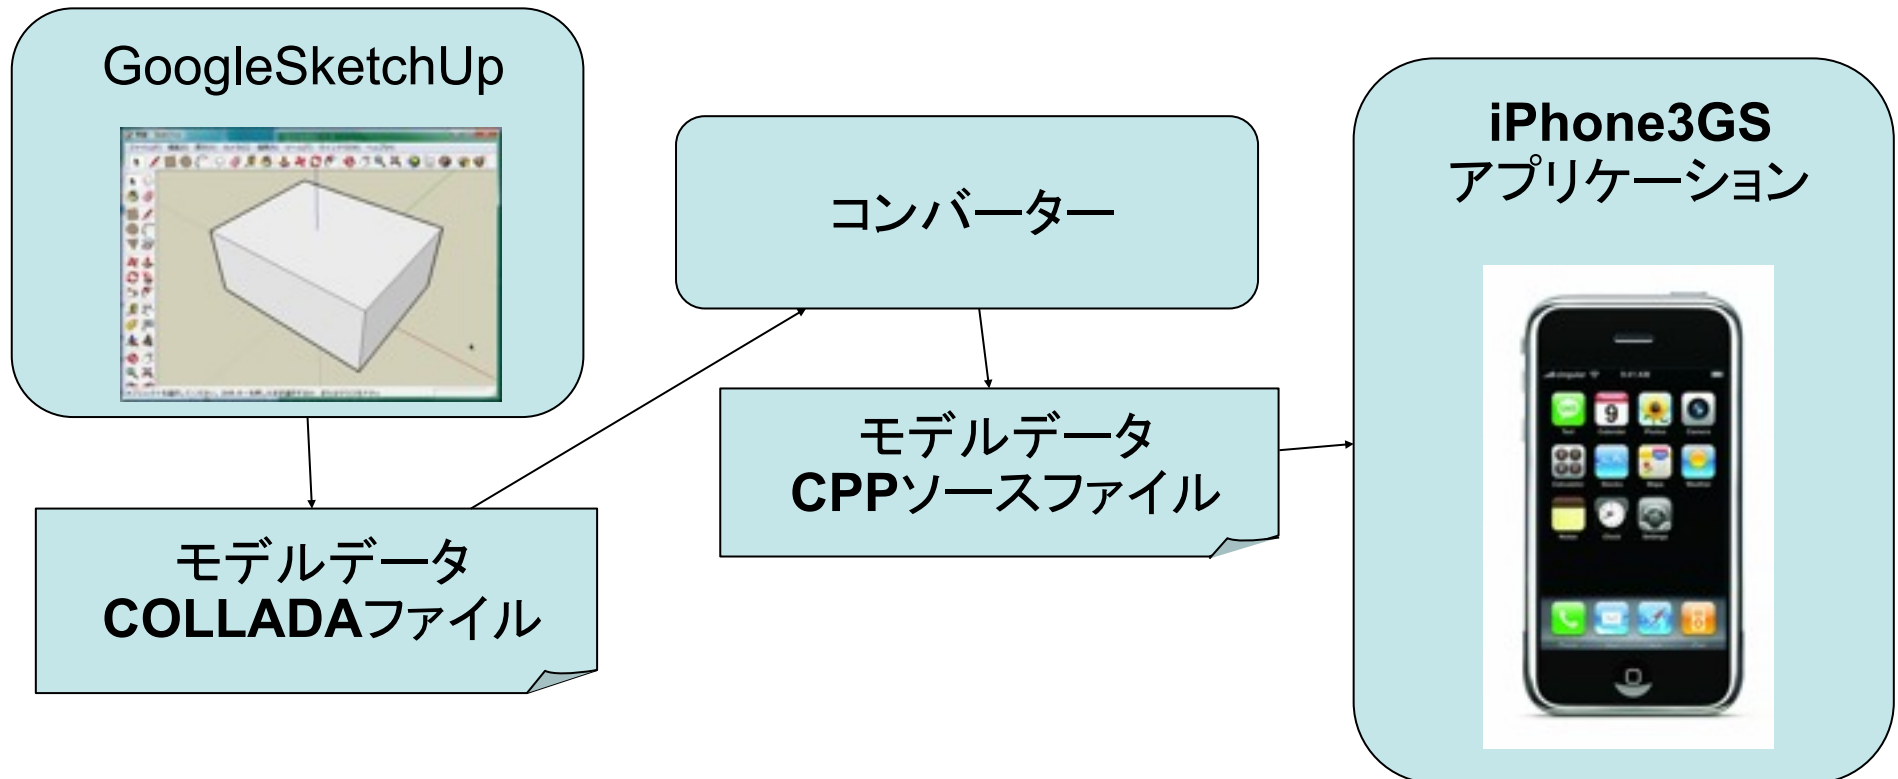 GoogleSketchUp
モデルデータ
COLLADAファイル
コンバーター
モデルデータ
CPPソースファイル
iPhone3GS
アプリケーション
9